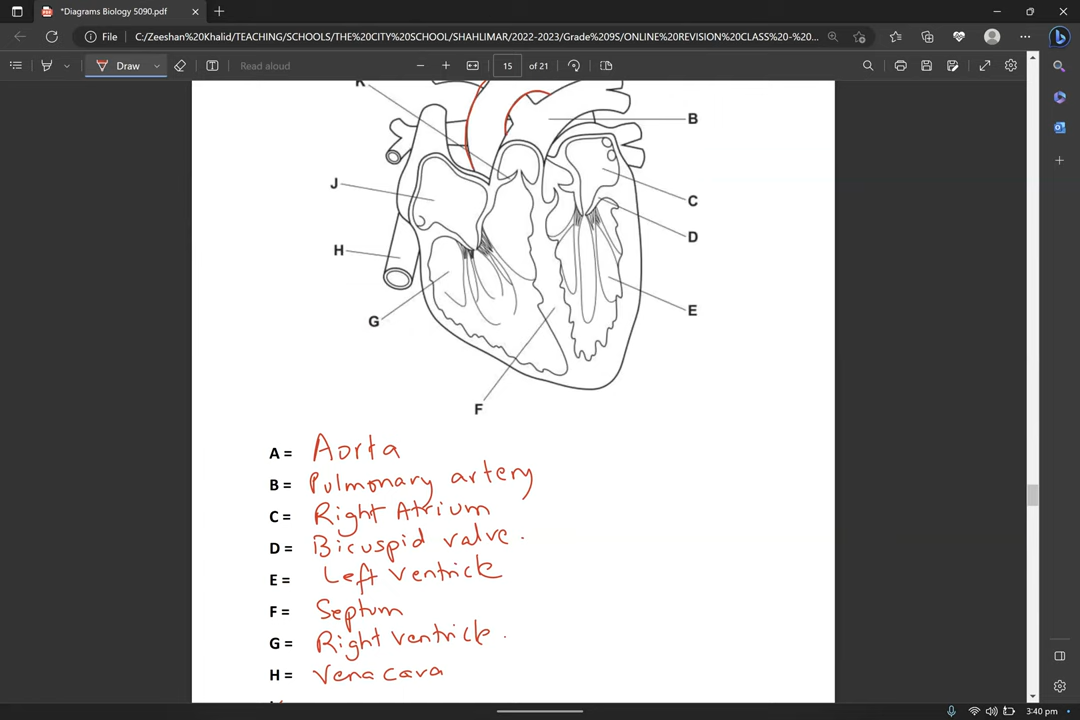 *Diagrams Biology 5090.pdf
File
C:/Zeeshan%20Khalid/TEACHING/SCHOOLS/THE%20CITY%20SCHOOL/SHAHLIMAR/2022-2023/Grade%209S/ONLINE%20REVISION%20CLASS%20-%20...
Draw
Read aloud
15
of 21
K
B
J
C
D
H
E
G
F
A = Aorta
B = Pulmonary artery
C = Right Atrium
D = Bicuspid valve.
E = Left ventricle
F = Septum
G = Right ventricle.
H = Vena cava
3:40 pm